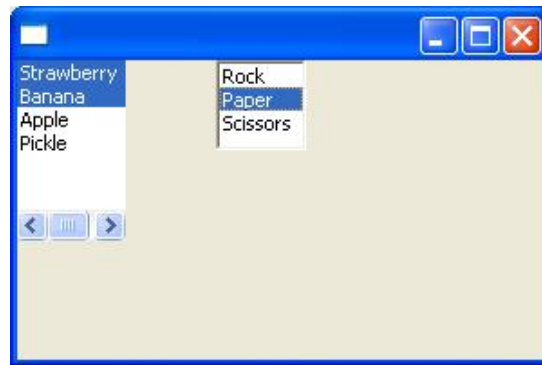 Strawberry
Banana
Apple
Pickle
Rock
Paper
Scissors